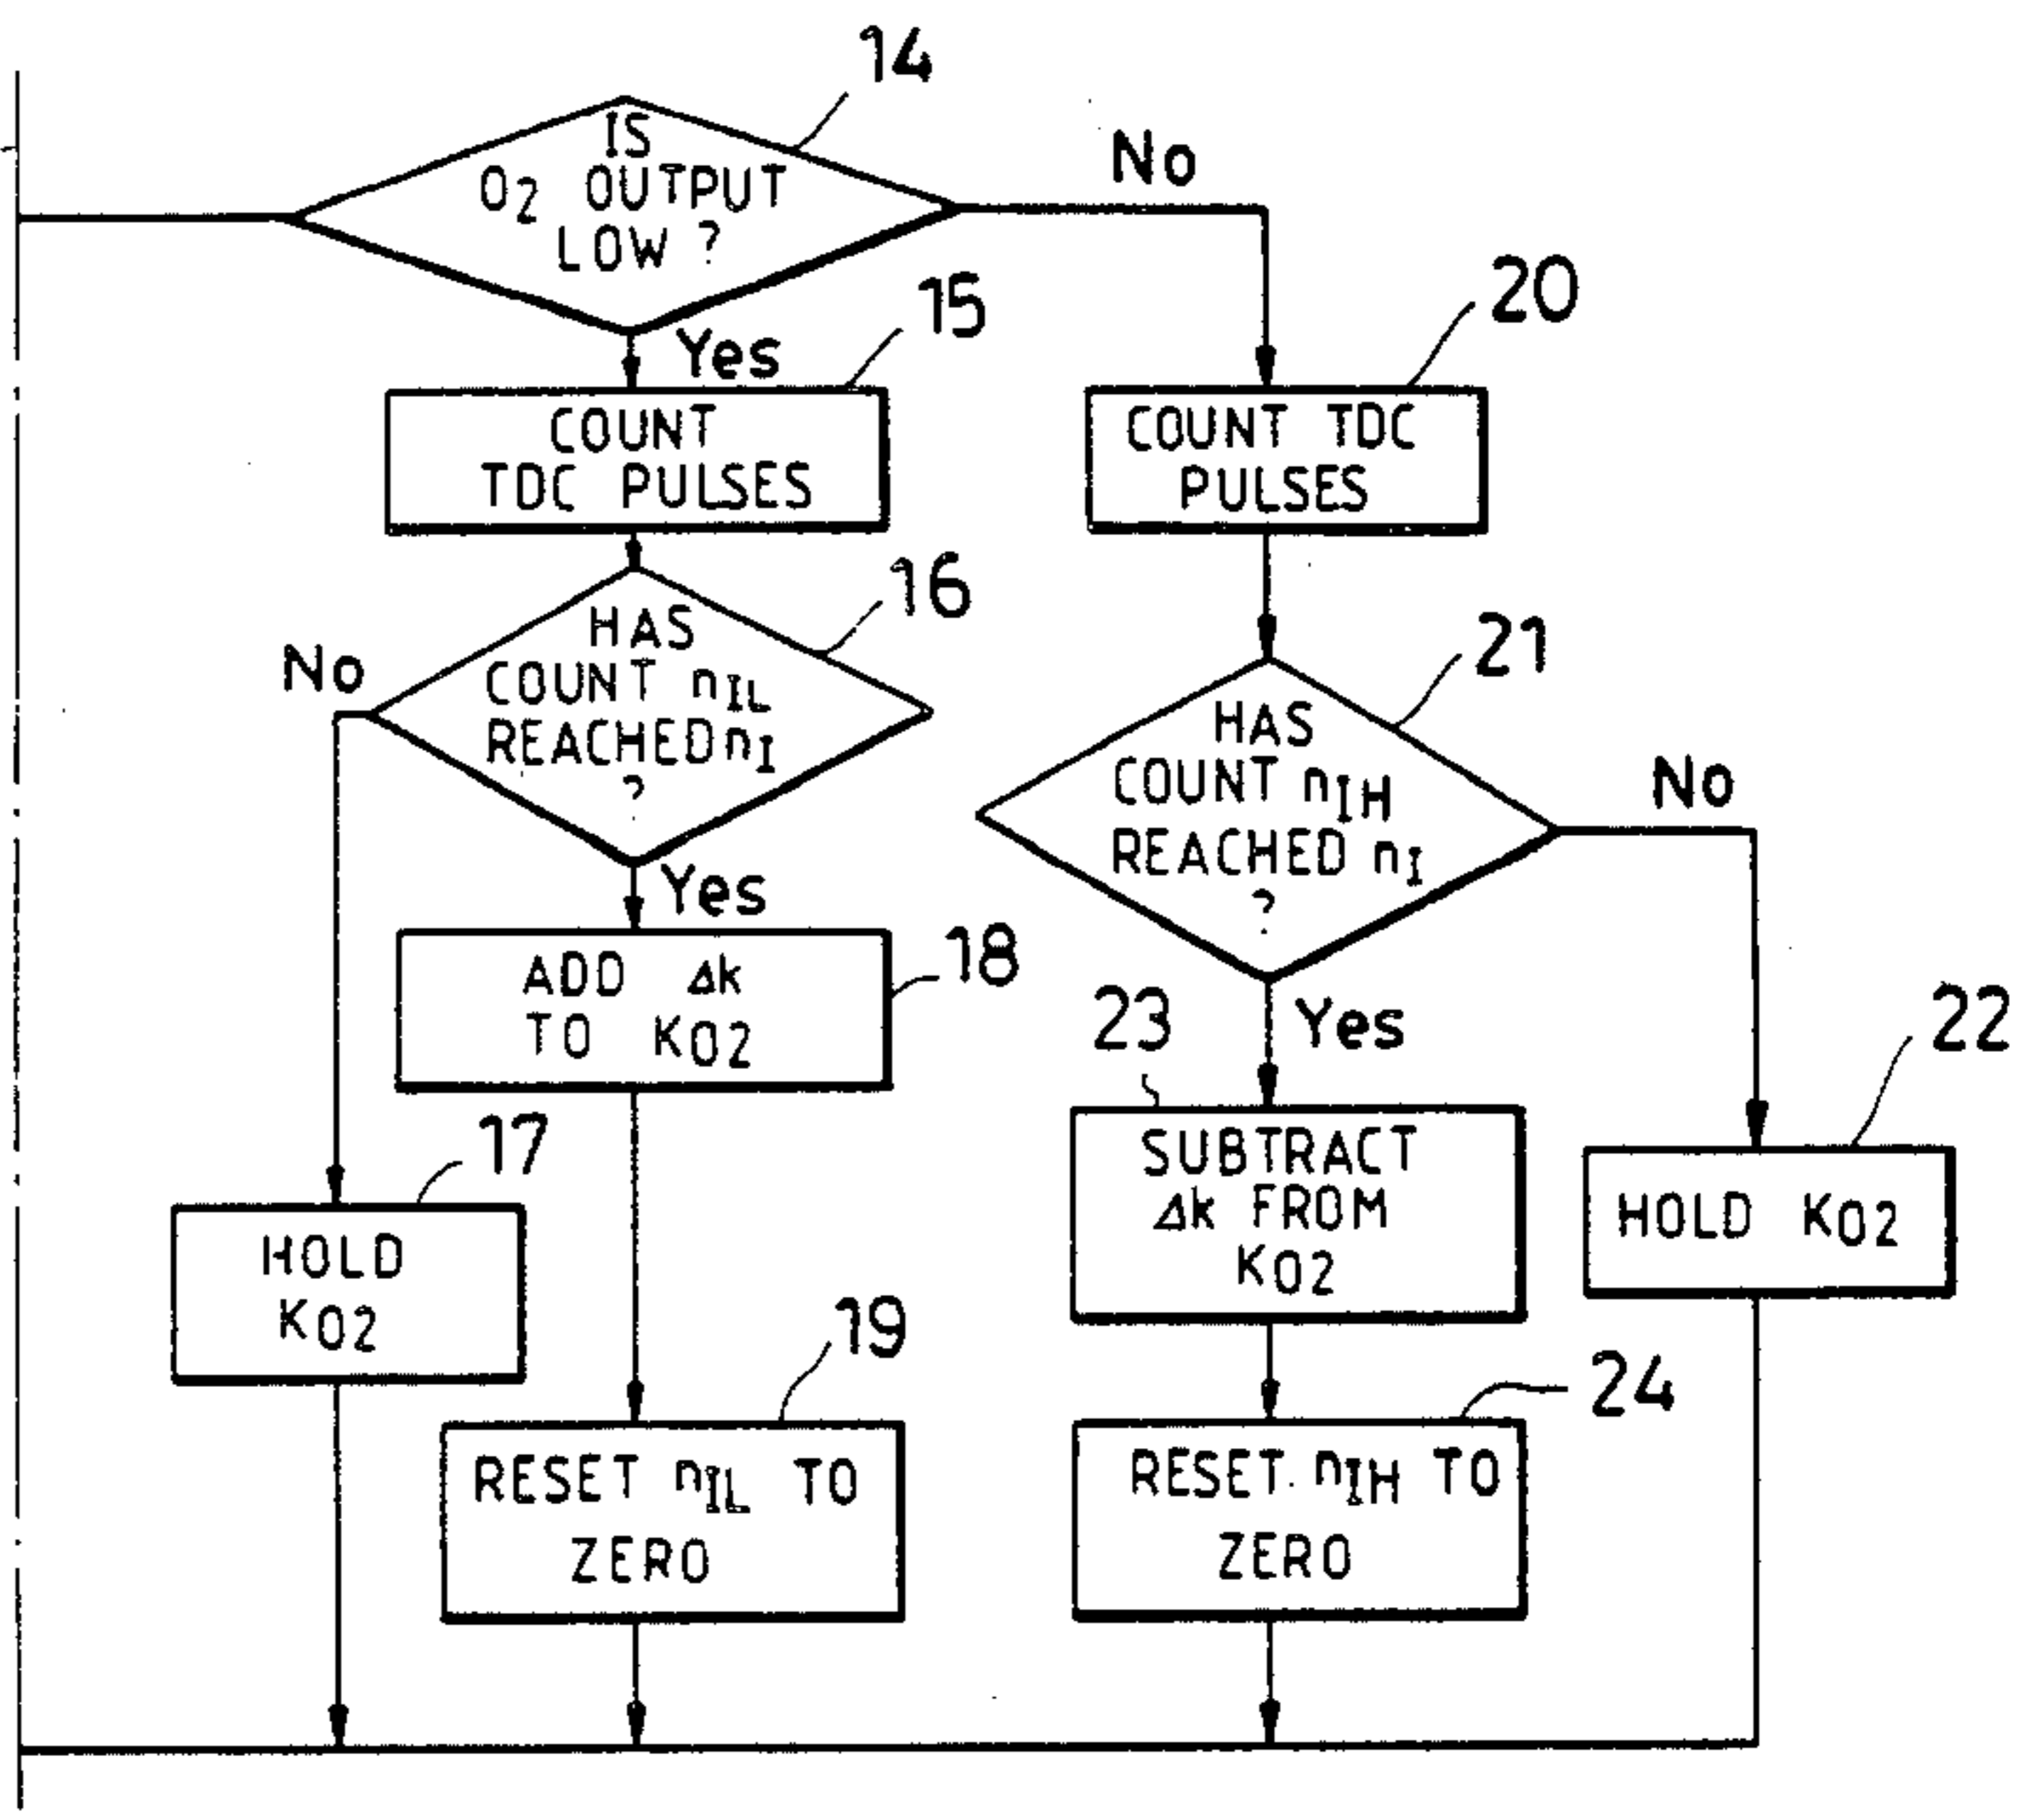 14
IS
O2 OUTPUT
LOW ?
No
Yes
15
COUNT
TDC PULSES
20
COUNT TDC
PULSES
16
HAS
COUNT nIL
REACHED nI
?
No
Yes
21
HAS
COUNT nIH
REACHED nI
?
No
Yes
18
ADD Δk
TO KO2
17
HOLD
KO2
23
SUBTRACT
Δk FROM
KO2
22
HOLD KO2
19
RESET nIL TO
ZERO
24
RESET nIH TO
ZERO